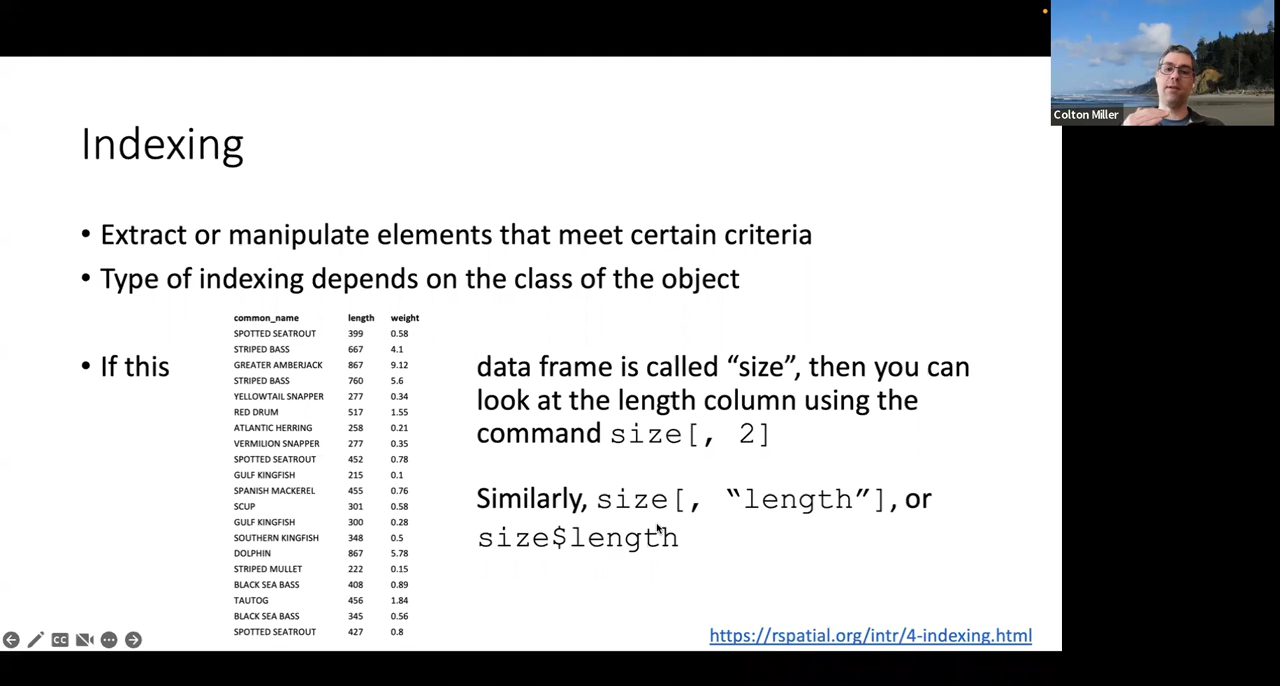 Colton Miller
Indexing
• Extract or manipulate elements that meet certain criteria
• Type of indexing depends on the class of the object
common_name length weight
SPOTTED SEATROUT 399 0.58
STRIPED BASS 667 4.1
GREATER AMBERJACK 867 9.12
STRIPED BASS 760 5.6
YELLOWTAIL SNAPPER 277 0.34
RED DRUM 517 1.55
ATLANTIC HERRING 258 0.21
VERMILION SNAPPER 277 0.35
SPOTTED SEATROUT 452 0.78
GULF KINGFISH 215 0.1
SPANISH MACKEREL 455 0.76
SCUP 301 0.58
GULF KINGFISH 300 0.28
SOUTHERN KINGFISH 348 0.5
DOLPHIN 867 5.78
STRIPED MULLET 222 0.15
BLACK SEA BASS 408 0.89
TAUTOG 456 1.84
BLACK SEA BASS 345 0.56
SPOTTED SEATROUT 427 0.8
• If this
data frame is called “size”, then you can
look at the length column using the
command size[, 2]
Similarly, size[, “length”], or
size$length
CC
https://rspatial.org/intr/4-indexing.html